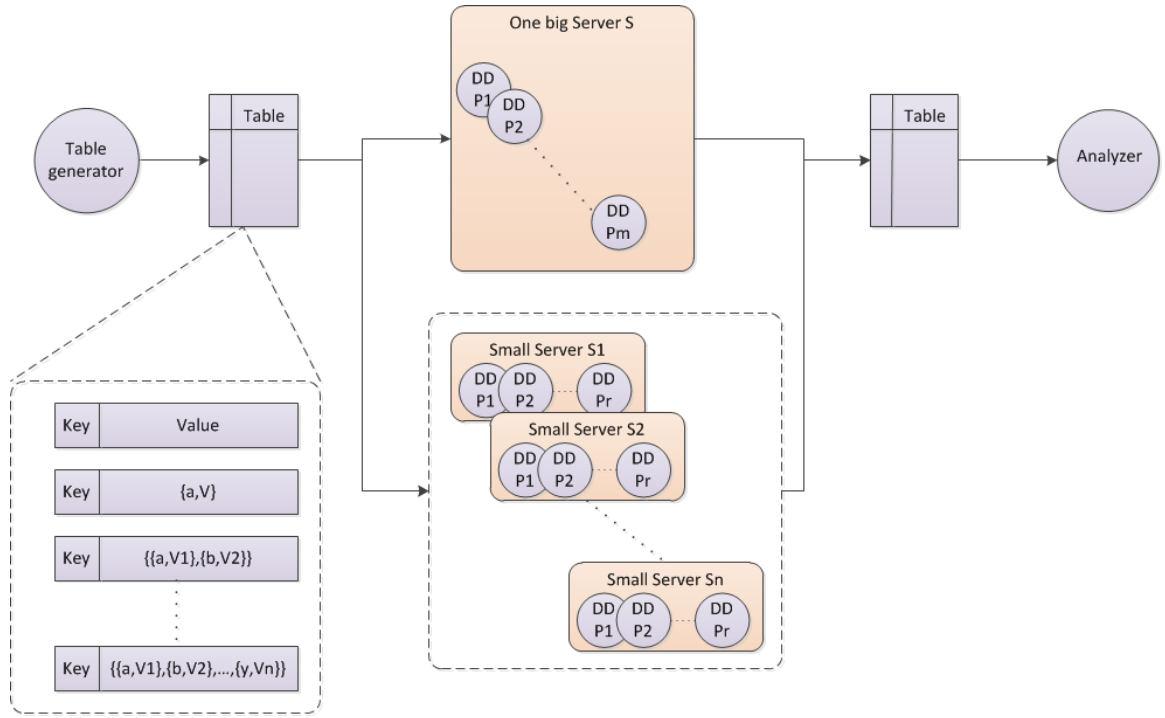 One big Server S
DD
P1
DD
P2
DD
Pm
Table
generator
Table
Table
Analyzer
Small Server S1
DD
P1
DD
P2
DD
Pr
Small Server S2
DD
P1
DD
P2
DD
Pr
Small Server Sn
DD
P1
DD
P2
DD
Pr
Key Value
Key {a,V}
Key {{a,V1},{b,V2}}
Key {{a,V1},{b,V2},...,{y,Vn}}